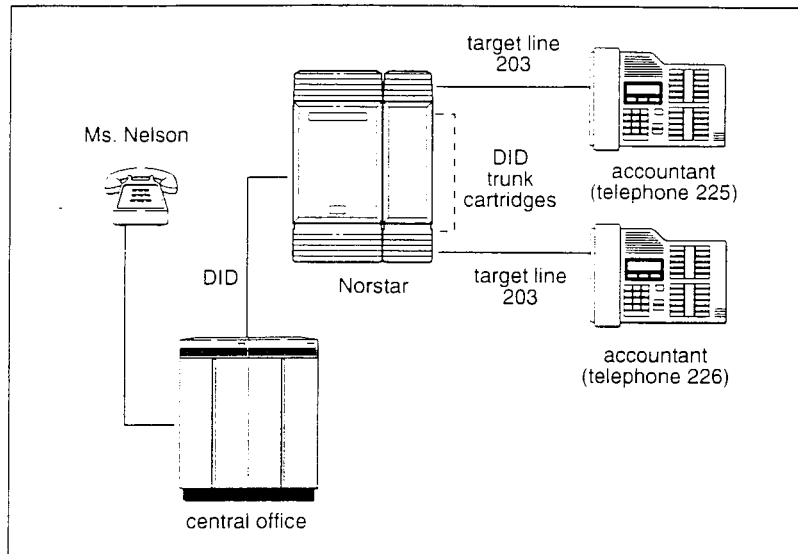 target line
203
Ms. Nelson
DID
trunk
cartridges
accountant
(telephone 225)
DID
Norstar
target line
203
accountant
(telephone 226)
central office